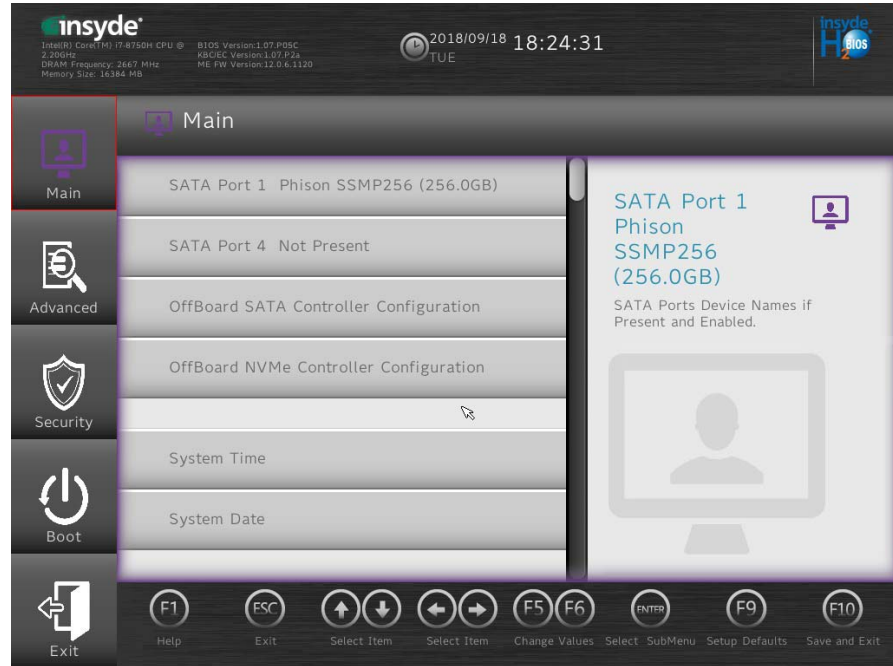 insyde®
Intel(R) Core(TM) i7-8750H CPU @
2.20GHz
DRAM Frequency: 2667 MHz
Memory Size: 16384 MB
BIOS Version:1.07.P05C
KBC/EC Version:1.07.P2a
ME FW Version:12.0.6.1120
2018/09/18 18:24:31
TUE
insyde
H2O BIOS
Main
Main
Advanced
Security
Boot
Exit
SATA Port 1 Phison SSMP256 (256.0GB)
SATA Port 4 Not Present
OffBoard SATA Controller Configuration
OffBoard NVMe Controller Configuration
System Time
System Date
SATA Port 1
Phison
SSMP256
(256.0GB)
SATA Ports Device Names if
Present and Enabled.
F1
Help
ESC
Exit
Select Item
Select Item
F5 F6
Change Values
ENTER
Select SubMenu
F9
Setup Defaults
F10
Save and Exit